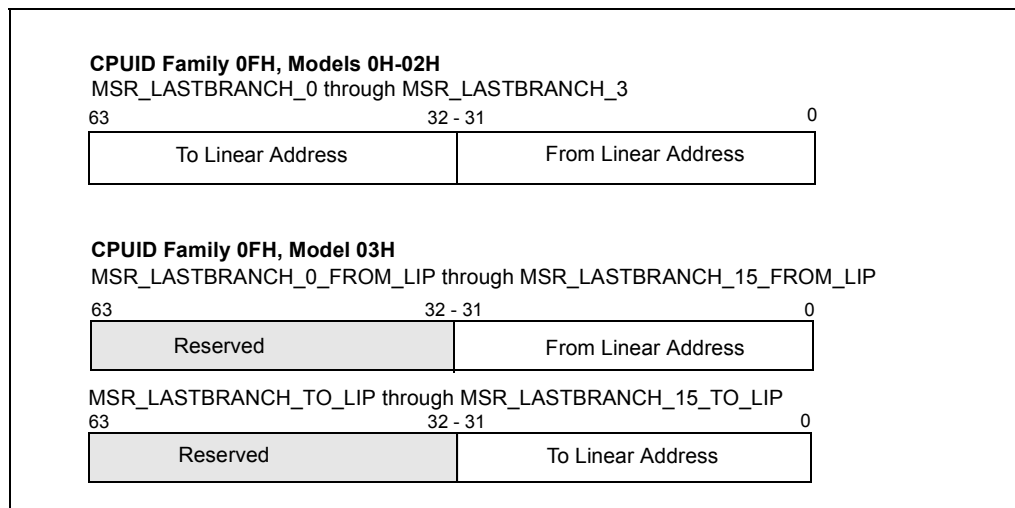 CPUID Family 0FH, Models 0H-02H
MSR_LASTBRANCH_0 through MSR_LASTBRANCH_3
63 32 - 31 0
To Linear Address From Linear Address
CPUID Family 0FH, Model 03H
MSR_LASTBRANCH_0_FROM_LIP through MSR_LASTBRANCH_15_FROM_LIP
63 32 - 31 0
Reserved From Linear Address
MSR_LASTBRANCH_TO_LIP through MSR_LASTBRANCH_15_TO_LIP
63 32 - 31 0
Reserved To Linear Address